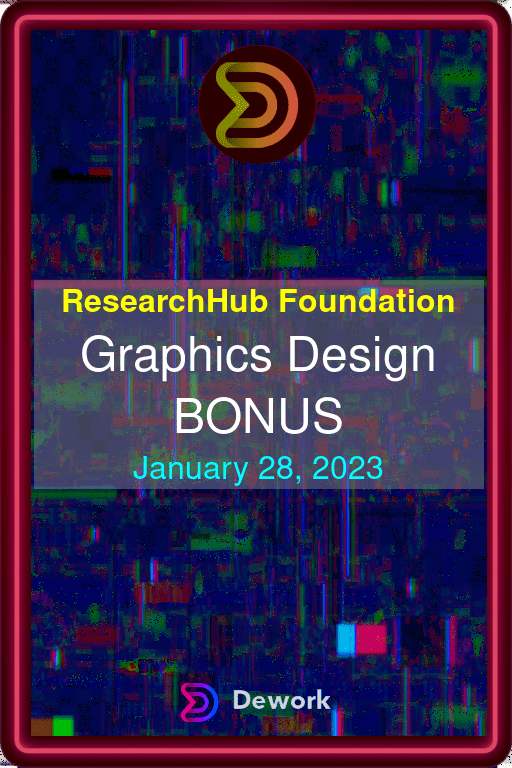 ResearchHub Foundation
Graphics Design
BONUS
January 28, 2023
Dework